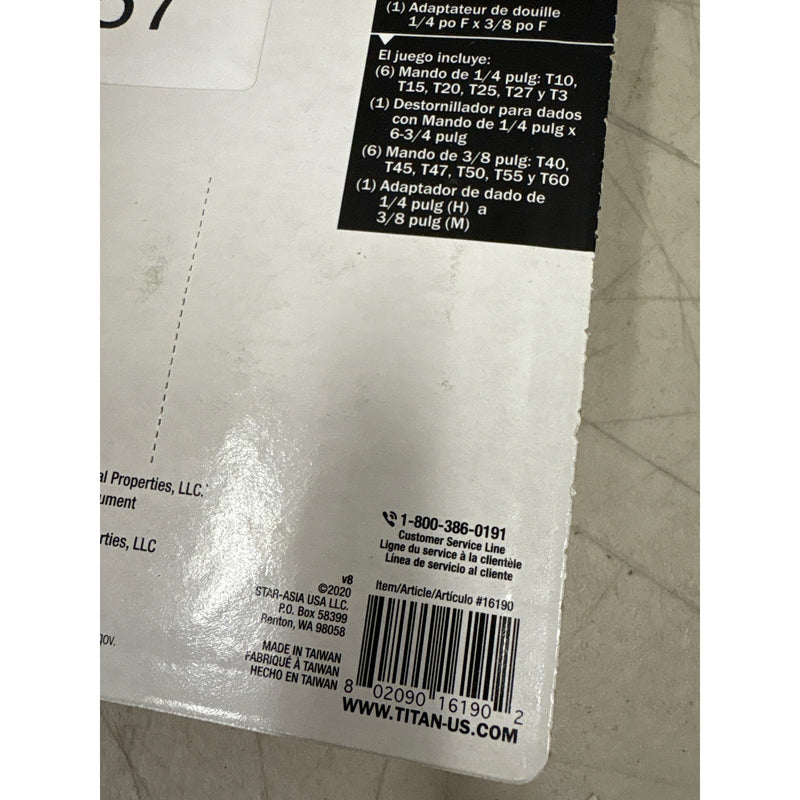 37
(1) Adaptateur de douille
1/4 po F x 3/8 po F
El juego incluye:
(6) Mando de 1/4 pulg: T10,
T15, T20, T25, T27 y T3
(1) Destornillador para dados
con Mando de 1/4 pulg x
6-3/4 pulg
(6) Mando de 3/8 pulg: T40,
T45, T47, T50, T55 y T60
(1) Adaptador de dado de
1/4 pulg (H) a
3/8 pulg (M)
al Properties, LLC.
ument
rties, LLC
gov.
1-800-386-0191
Customer Service Line
Ligne du service à la clientèle
Línea de servicio al cliente
v8
©2020
STAR-ASIA USA LLC.
P.O. Box 58399
Renton, WA 98058
MADE IN TAIWAN
FABRIQUÉ À TAIWAN
HECHO EN TAIWAN
Item/Article/Artículo #16190
8 02090 16190 2
WWW.TITAN-US.COM